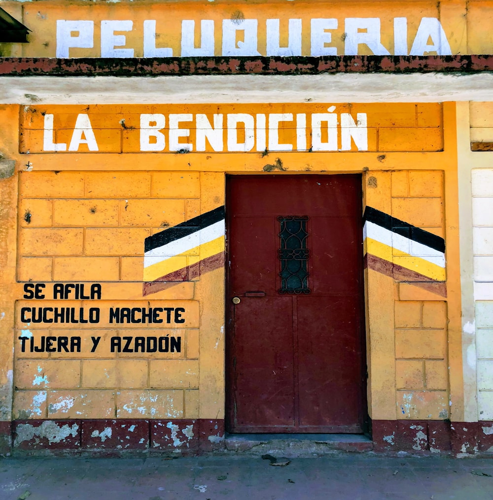 PELUQUERIA
LA BENDICIÓN
SE AFILA
CUCHILLO MACHETE
TIJERA Y AZADÓN